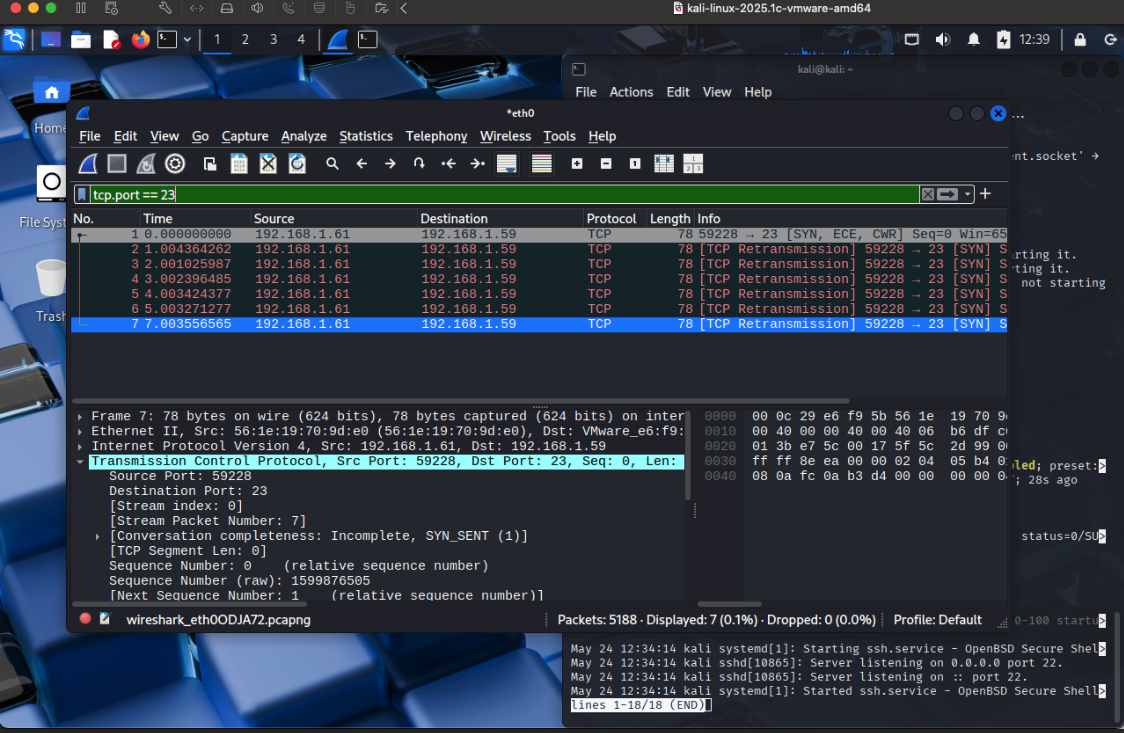 kali-linux-2025.1c-vmware-amd64
1 2 3 4
12:39
kali@kali: ~
File Actions Edit View Help
Home
File Syst
Trash
*eth0
File Edit View Go Capture Analyze Statistics Telephony Wireless Tools Help
tcp.port == 23
No. Time Source Destination Protocol Length Info
1 0.000000000 192.168.1.61 192.168.1.59 TCP 78 59228 → 23 [SYN, ECE, CWR] Seq=0 Win=65
2 1.004364262 192.168.1.61 192.168.1.59 TCP 78 [TCP Retransmission] 59228 → 23 [SYN] S
3 2.001025987 192.168.1.61 192.168.1.59 TCP 78 [TCP Retransmission] 59228 → 23 [SYN] S
4 3.002396485 192.168.1.61 192.168.1.59 TCP 78 [TCP Retransmission] 59228 → 23 [SYN] S
5 4.003424377 192.168.1.61 192.168.1.59 TCP 78 [TCP Retransmission] 59228 → 23 [SYN] S
6 5.003271277 192.168.1.61 192.168.1.59 TCP 78 [TCP Retransmission] 59228 → 23 [SYN] S
7 7.003556565 192.168.1.61 192.168.1.59 TCP 78 [TCP Retransmission] 59228 → 23 [SYN] S
Frame 7: 78 bytes on wire (624 bits), 78 bytes captured (624 bits) on inter
Ethernet II, Src: 56:1e:19:70:9d:e0 (56:1e:19:70:9d:e0), Dst: VMware_e6:f9:
Internet Protocol Version 4, Src: 192.168.1.61, Dst: 192.168.1.59
Transmission Control Protocol, Src Port: 59228, Dst Port: 23, Seq: 0, Len:
Source Port: 59228
Destination Port: 23
[Stream index: 0]
[Stream Packet Number: 7]
[Conversation completeness: Incomplete, SYN_SENT (1)]
[TCP Segment Len: 0]
Sequence Number: 0 (relative sequence number)
Sequence Number (raw): 1599876505
[Next Sequence Number: 1 (relative sequence number)]
0000 00 0c 29 e6 f9 5b 56 1e 19 70 9
0010 00 40 00 00 40 00 40 06 b6 df c
0020 01 3b e7 5c 00 17 5f 5c 2d 99 0
0030 ff ff 8e ea 00 00 02 04 05 b4 0
0040 08 0a fc 0a b3 d4 00 00 00 00 0
wireshark_eth0ODJA72.pcapng
Packets: 5188 · Displayed: 7 (0.1%) · Dropped: 0 (0.0%)
Profile: Default
...
nt.socket' →
rting it.
ting it.
not starting
led; preset:>
; 28s ago
status=0/SU>
0-100 startu>
May 24 12:34:14 kali systemd[1]: Starting ssh.service - OpenBSD Secure Shel>
May 24 12:34:14 kali sshd[10865]: Server listening on 0.0.0.0 port 22.
May 24 12:34:14 kali sshd[10865]: Server listening on :: port 22.
May 24 12:34:14 kali systemd[1]: Started ssh.service - OpenBSD Secure Shell>
lines 1-18/18 (END)